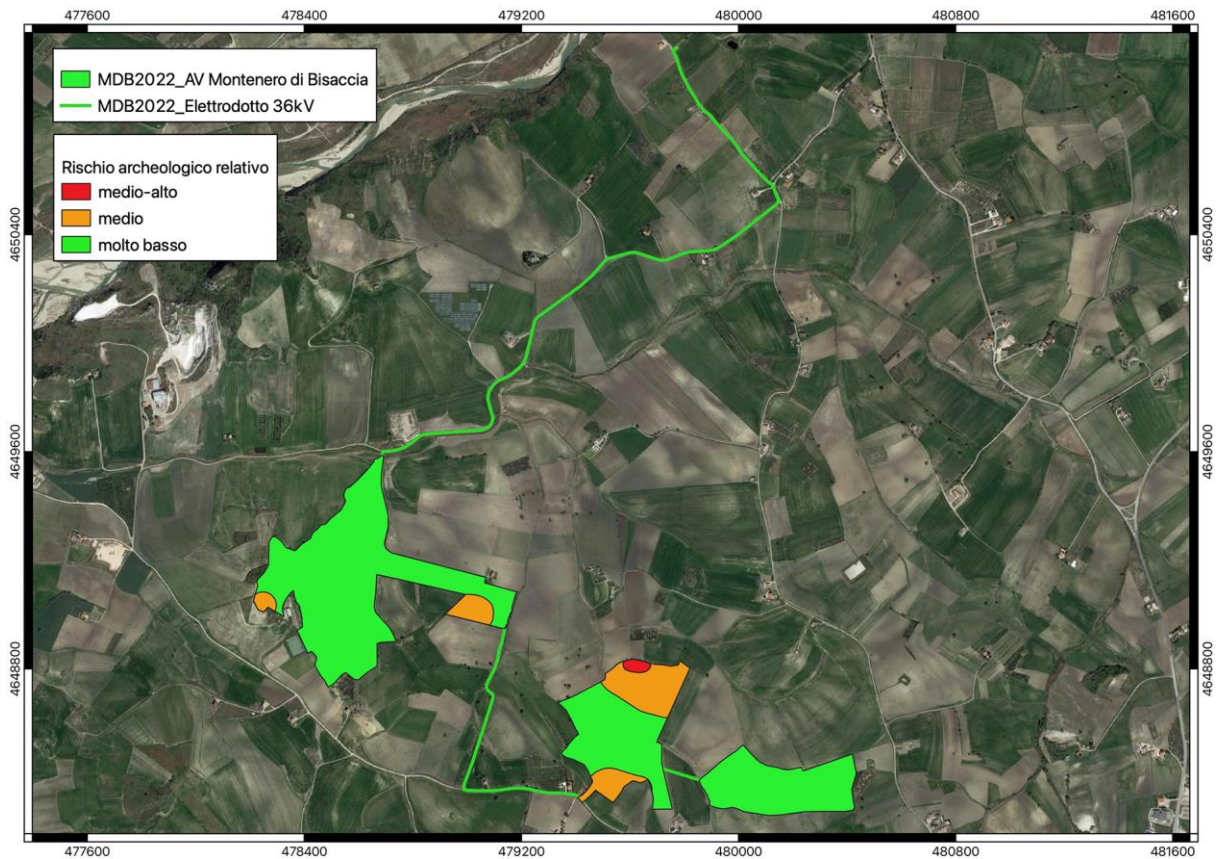 477600 478400 479200 480000 480800 481600
MDB2022_AV Montenero di Bisaccia
MDB2022_Elettrodotto 36kV
Rischio archeologico relativo
medio-alto
medio
molto basso
4650400 4650400
4649600 4649600
4648800 4648800
477600 478400 479200 480000 480800 481600